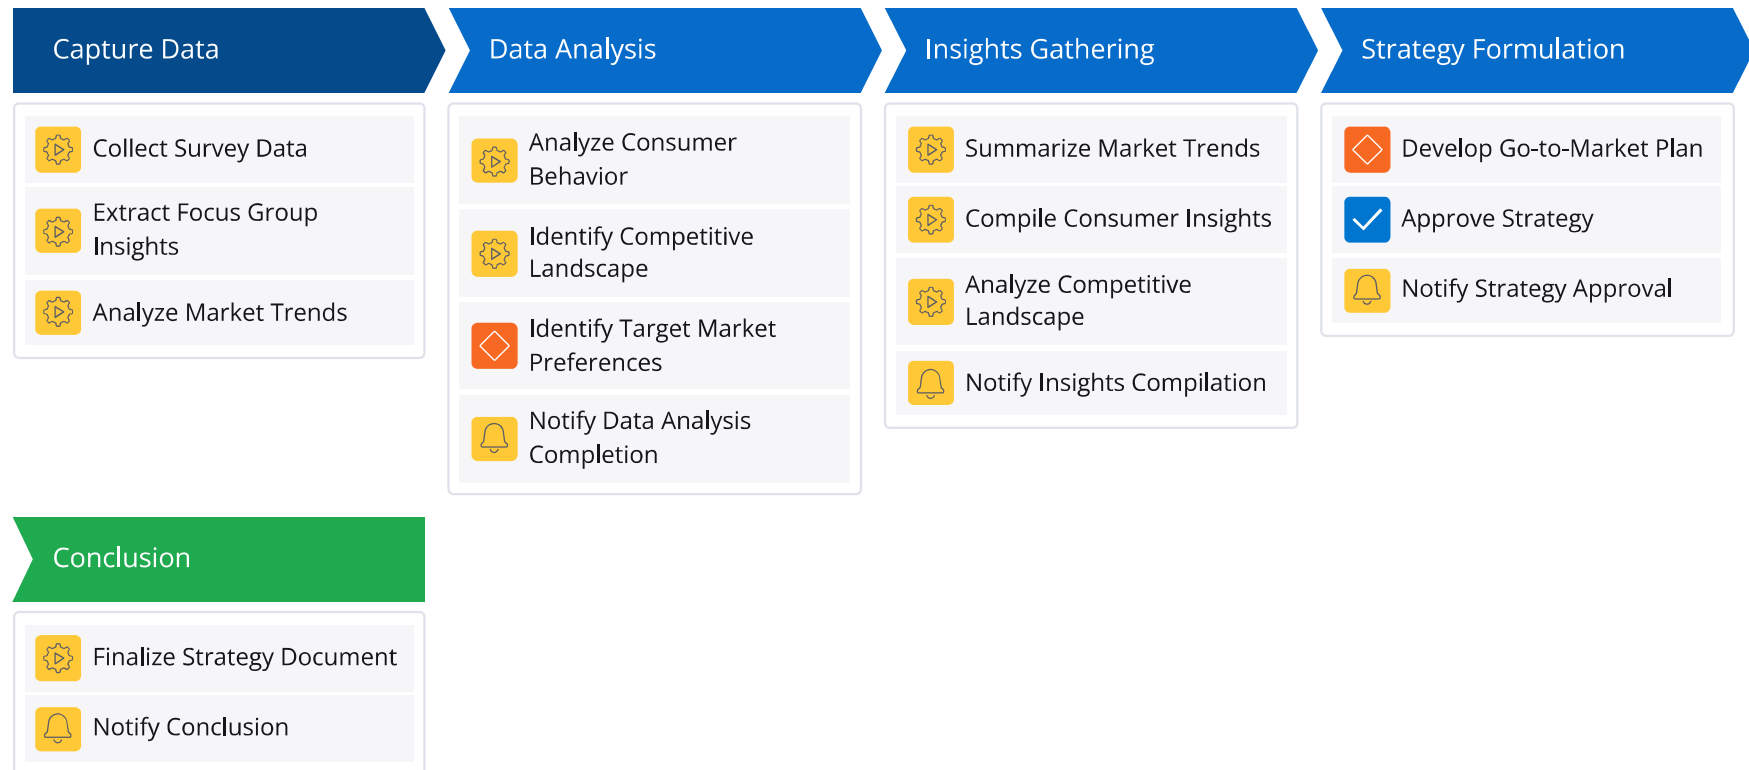 Capture Data
Collect Survey Data
Extract Focus Group
Insights
Analyze Market Trends
Data Analysis
Analyze Consumer
Behavior
Identify Competitive
Landscape
Identify Target Market
Preferences
Notify Data Analysis
Completion
Insights Gathering
Summarize Market Trends
Compile Consumer Insights
Analyze Competitive
Landscape
Notify Insights Compilation
Strategy Formulation
Develop Go-to-Market Plan
Approve Strategy
Notify Strategy Approval
Conclusion
Finalize Strategy Document
Notify Conclusion